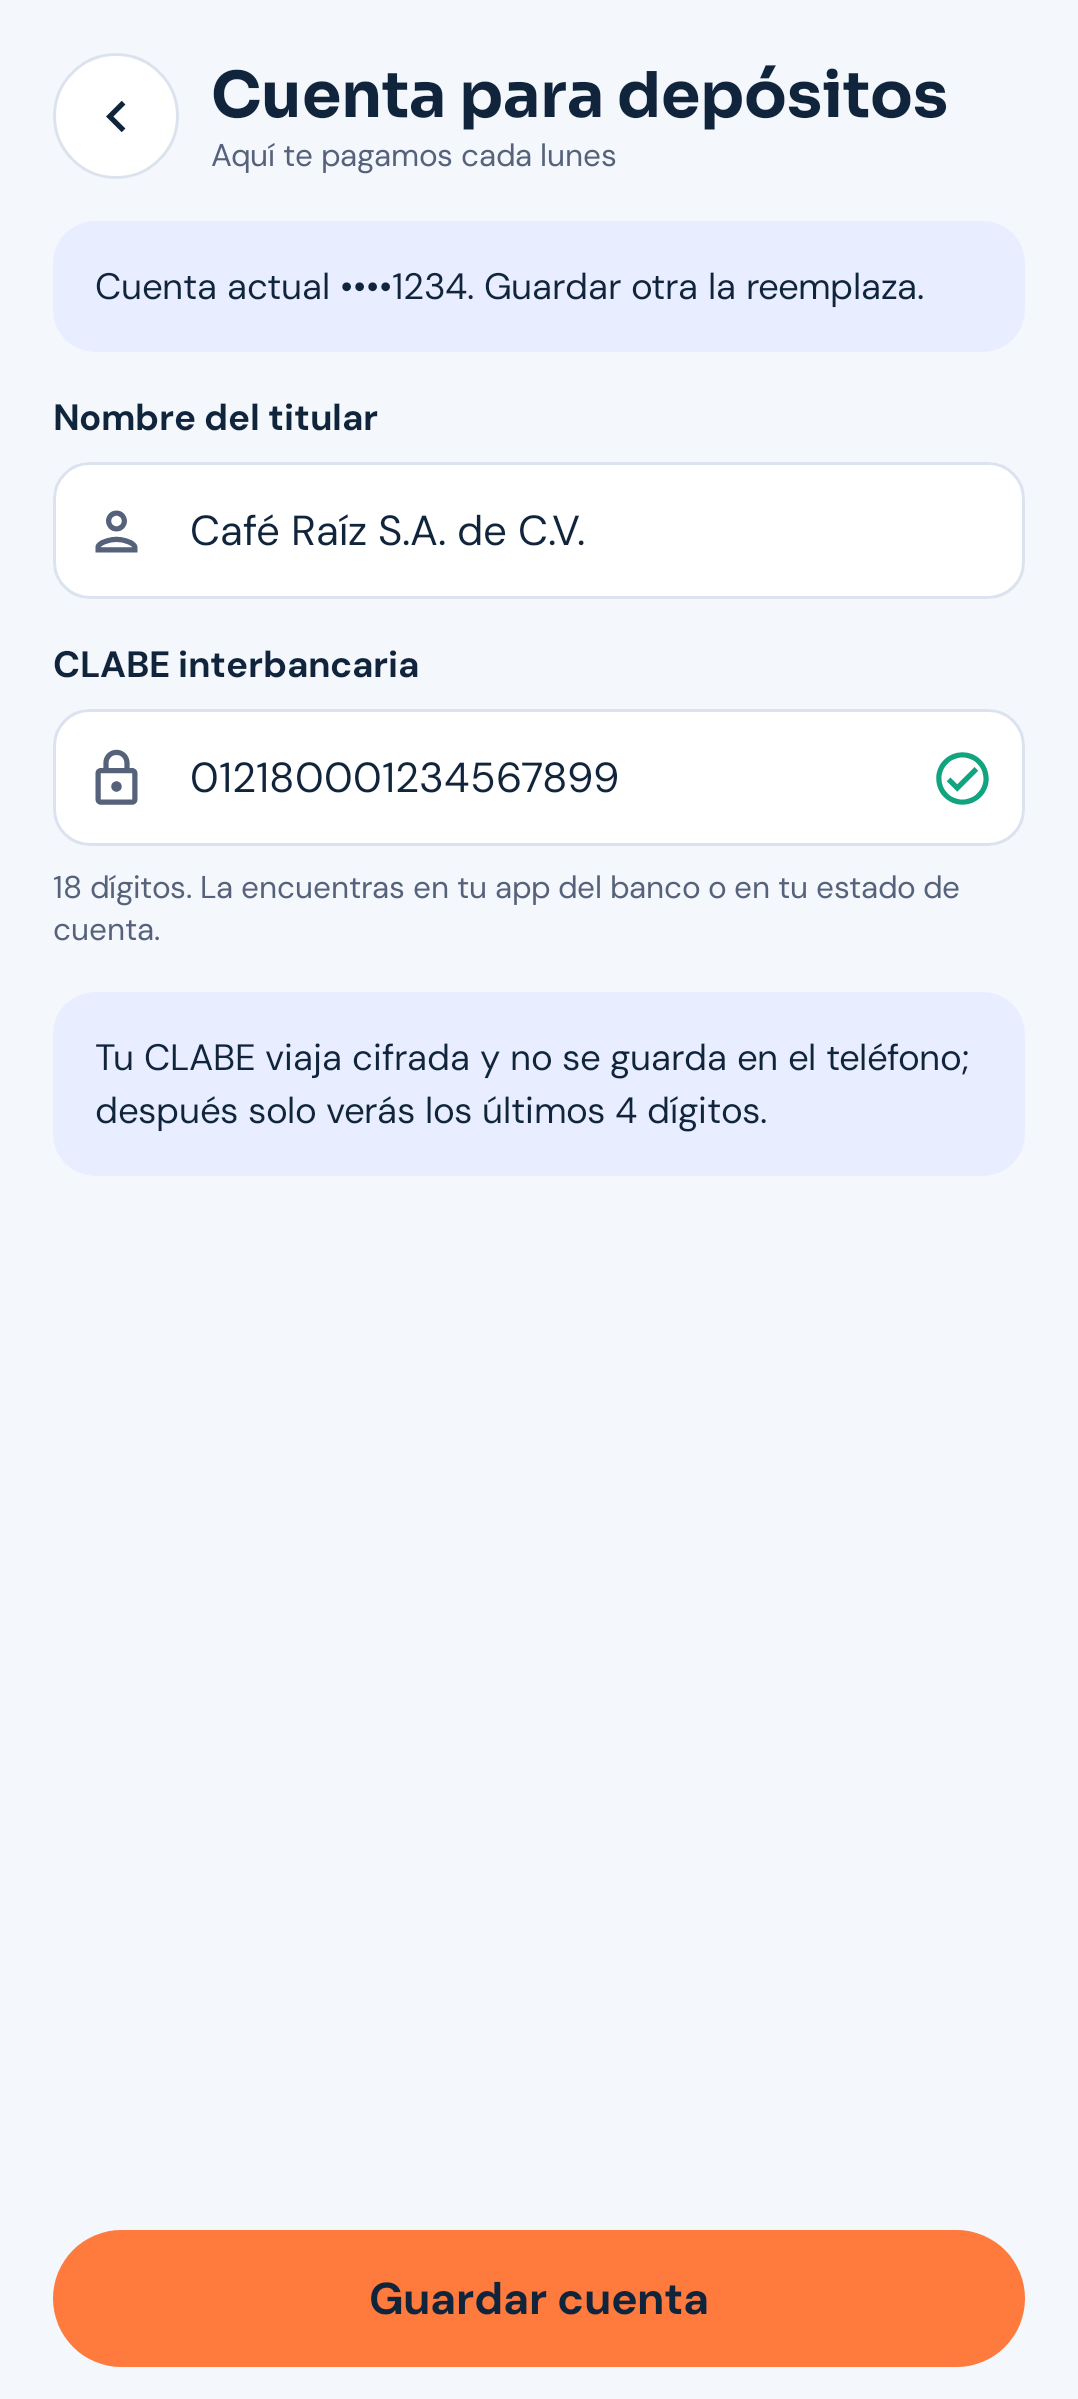 Cuenta para depósitos
Aquí te pagamos cada lunes
Cuenta actual ••••1234. Guardar otra la reemplaza.
Nombre del titular
Café Raíz S.A. de C.V.
CLABE interbancaria
012180001234567899
18 dígitos. La encuentras en tu app del banco o en tu estado de
cuenta.
Tu CLABE viaja cifrada y no se guarda en el teléfono;
después solo verás los últimos 4 dígitos.
Guardar cuenta